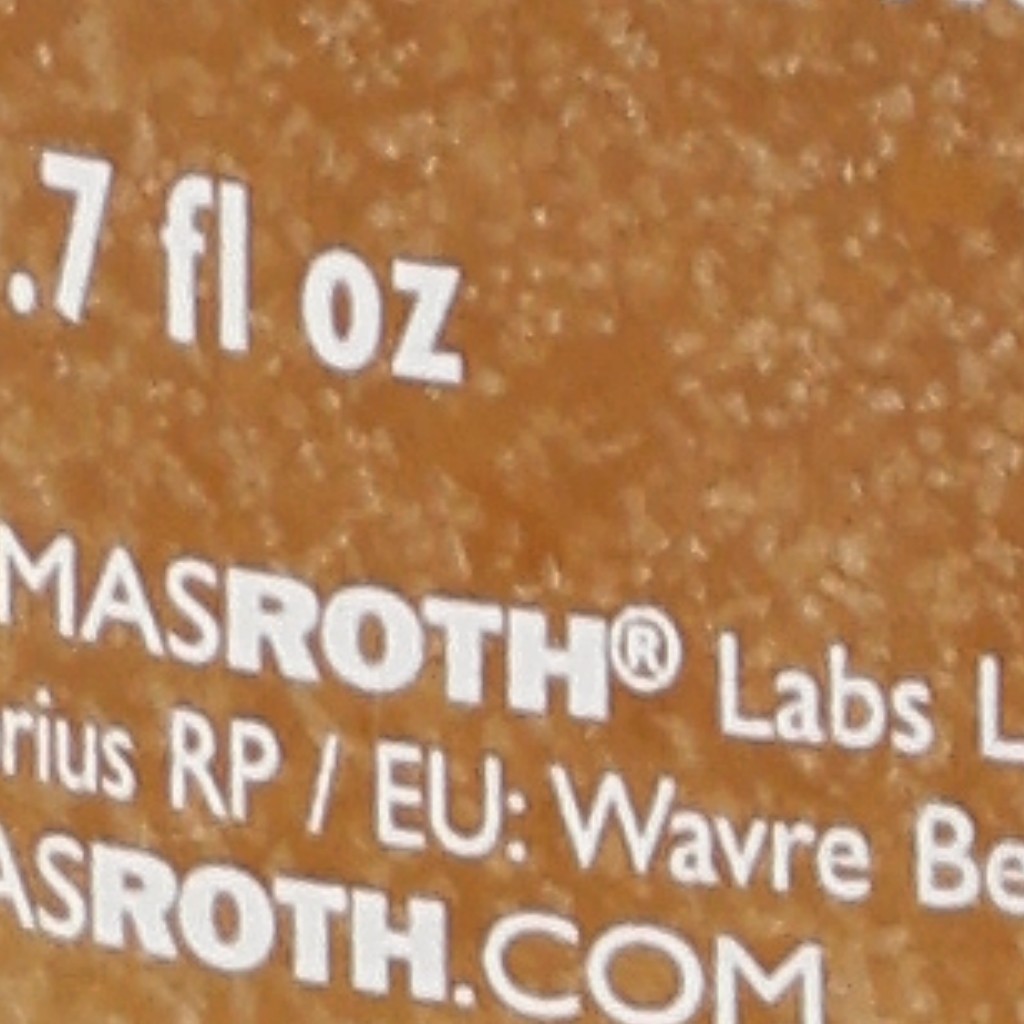 .7 fl oz
MASROTH® Labs L
rius RP / EU: Wavre Be
ASROTH.COM